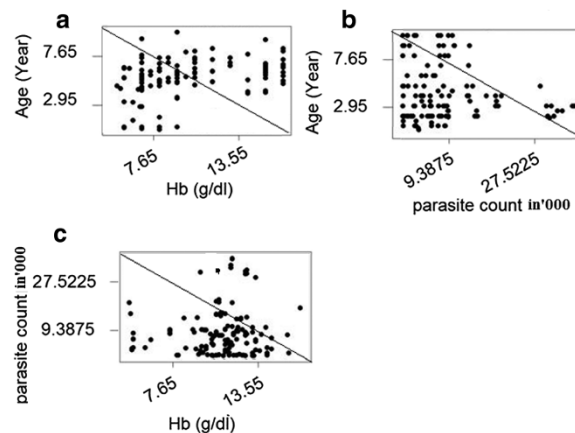 a
Age (Year)
7.65
2.95
7.65
13.55
Hb (g/dl)
b
Age (Year)
7.65
2.95
9.3875
27.5225
parasite count in'000
c
parasite count in'000
27.5225
9.3875
7.65
13.55
Hb (g/dl)